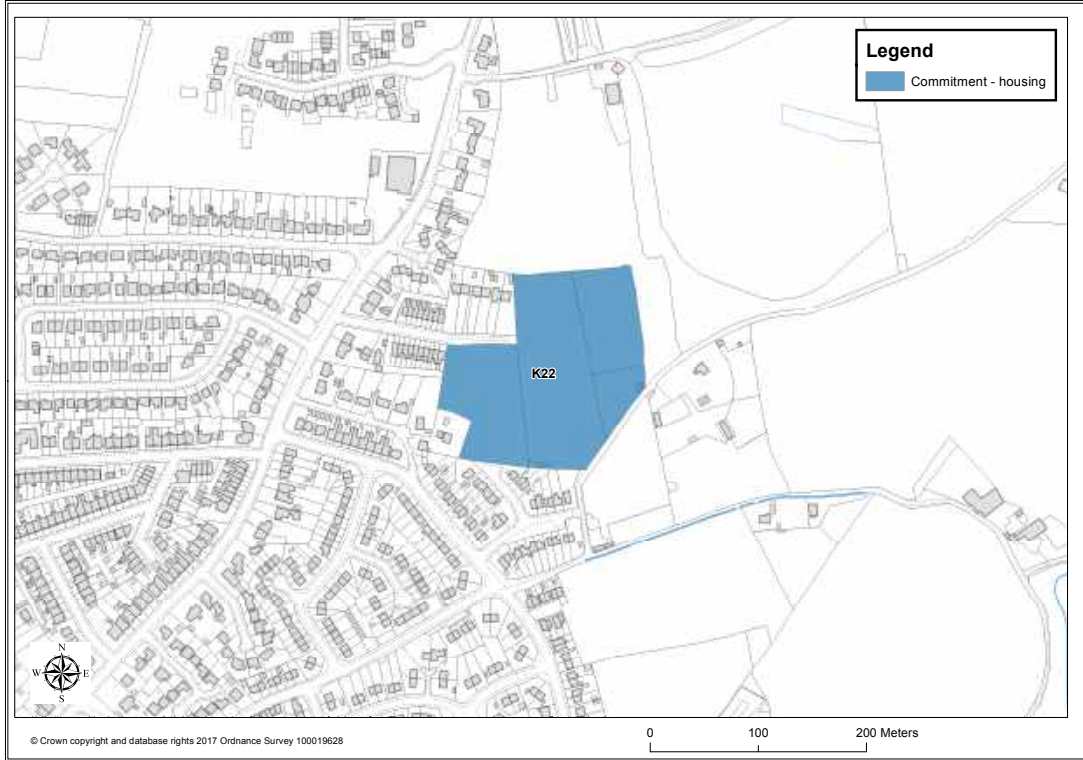 Legend
Commitment - housing
K22
N
W E
S
© Crown copyright and database rights 2017 Ordnance Survey 100019628
0 100 200 Meters